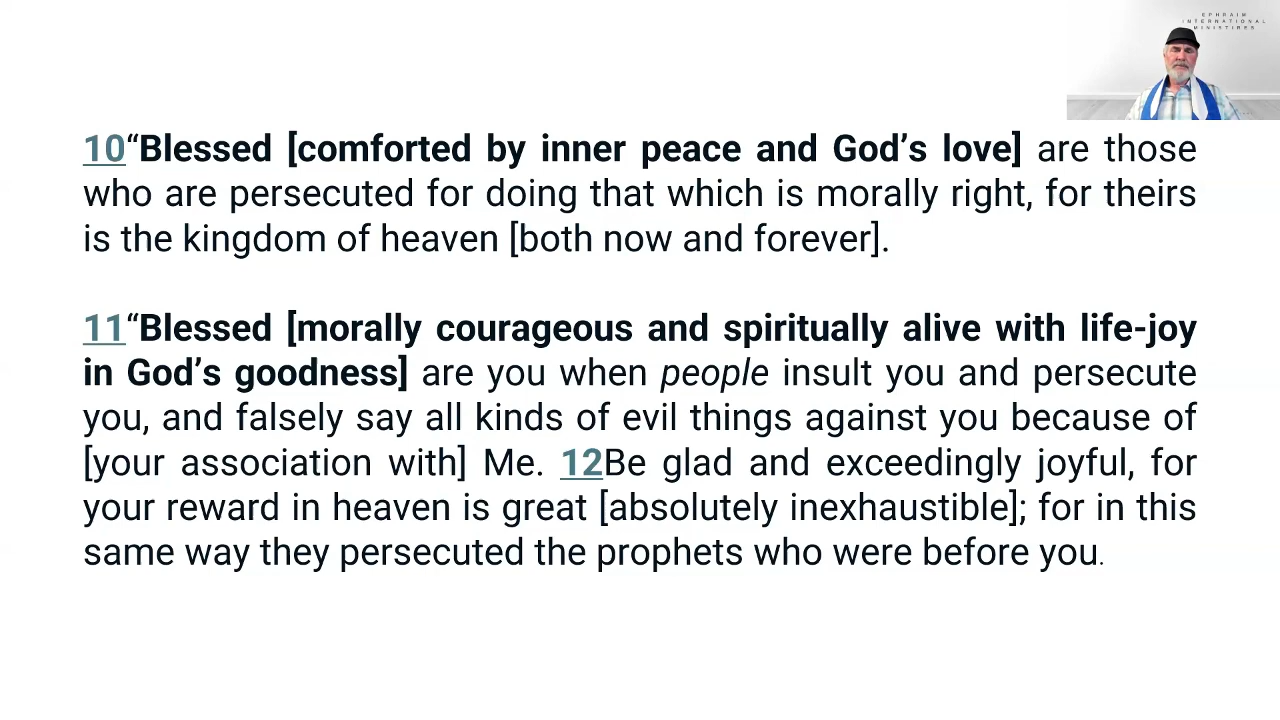 EPHRAIM
INTERNATIONAL
MINISTIRES
10“Blessed [comforted by inner peace and God’s love] are those
who are persecuted for doing that which is morally right, for theirs
is the kingdom of heaven [both now and forever].
11“Blessed [morally courageous and spiritually alive with life-joy
in God’s goodness] are you when people insult you and persecute
you, and falsely say all kinds of evil things against you because of
[your association with] Me. 12Be glad and exceedingly joyful, for
your reward in heaven is great [absolutely inexhaustible]; for in this
same way they persecuted the prophets who were before you.